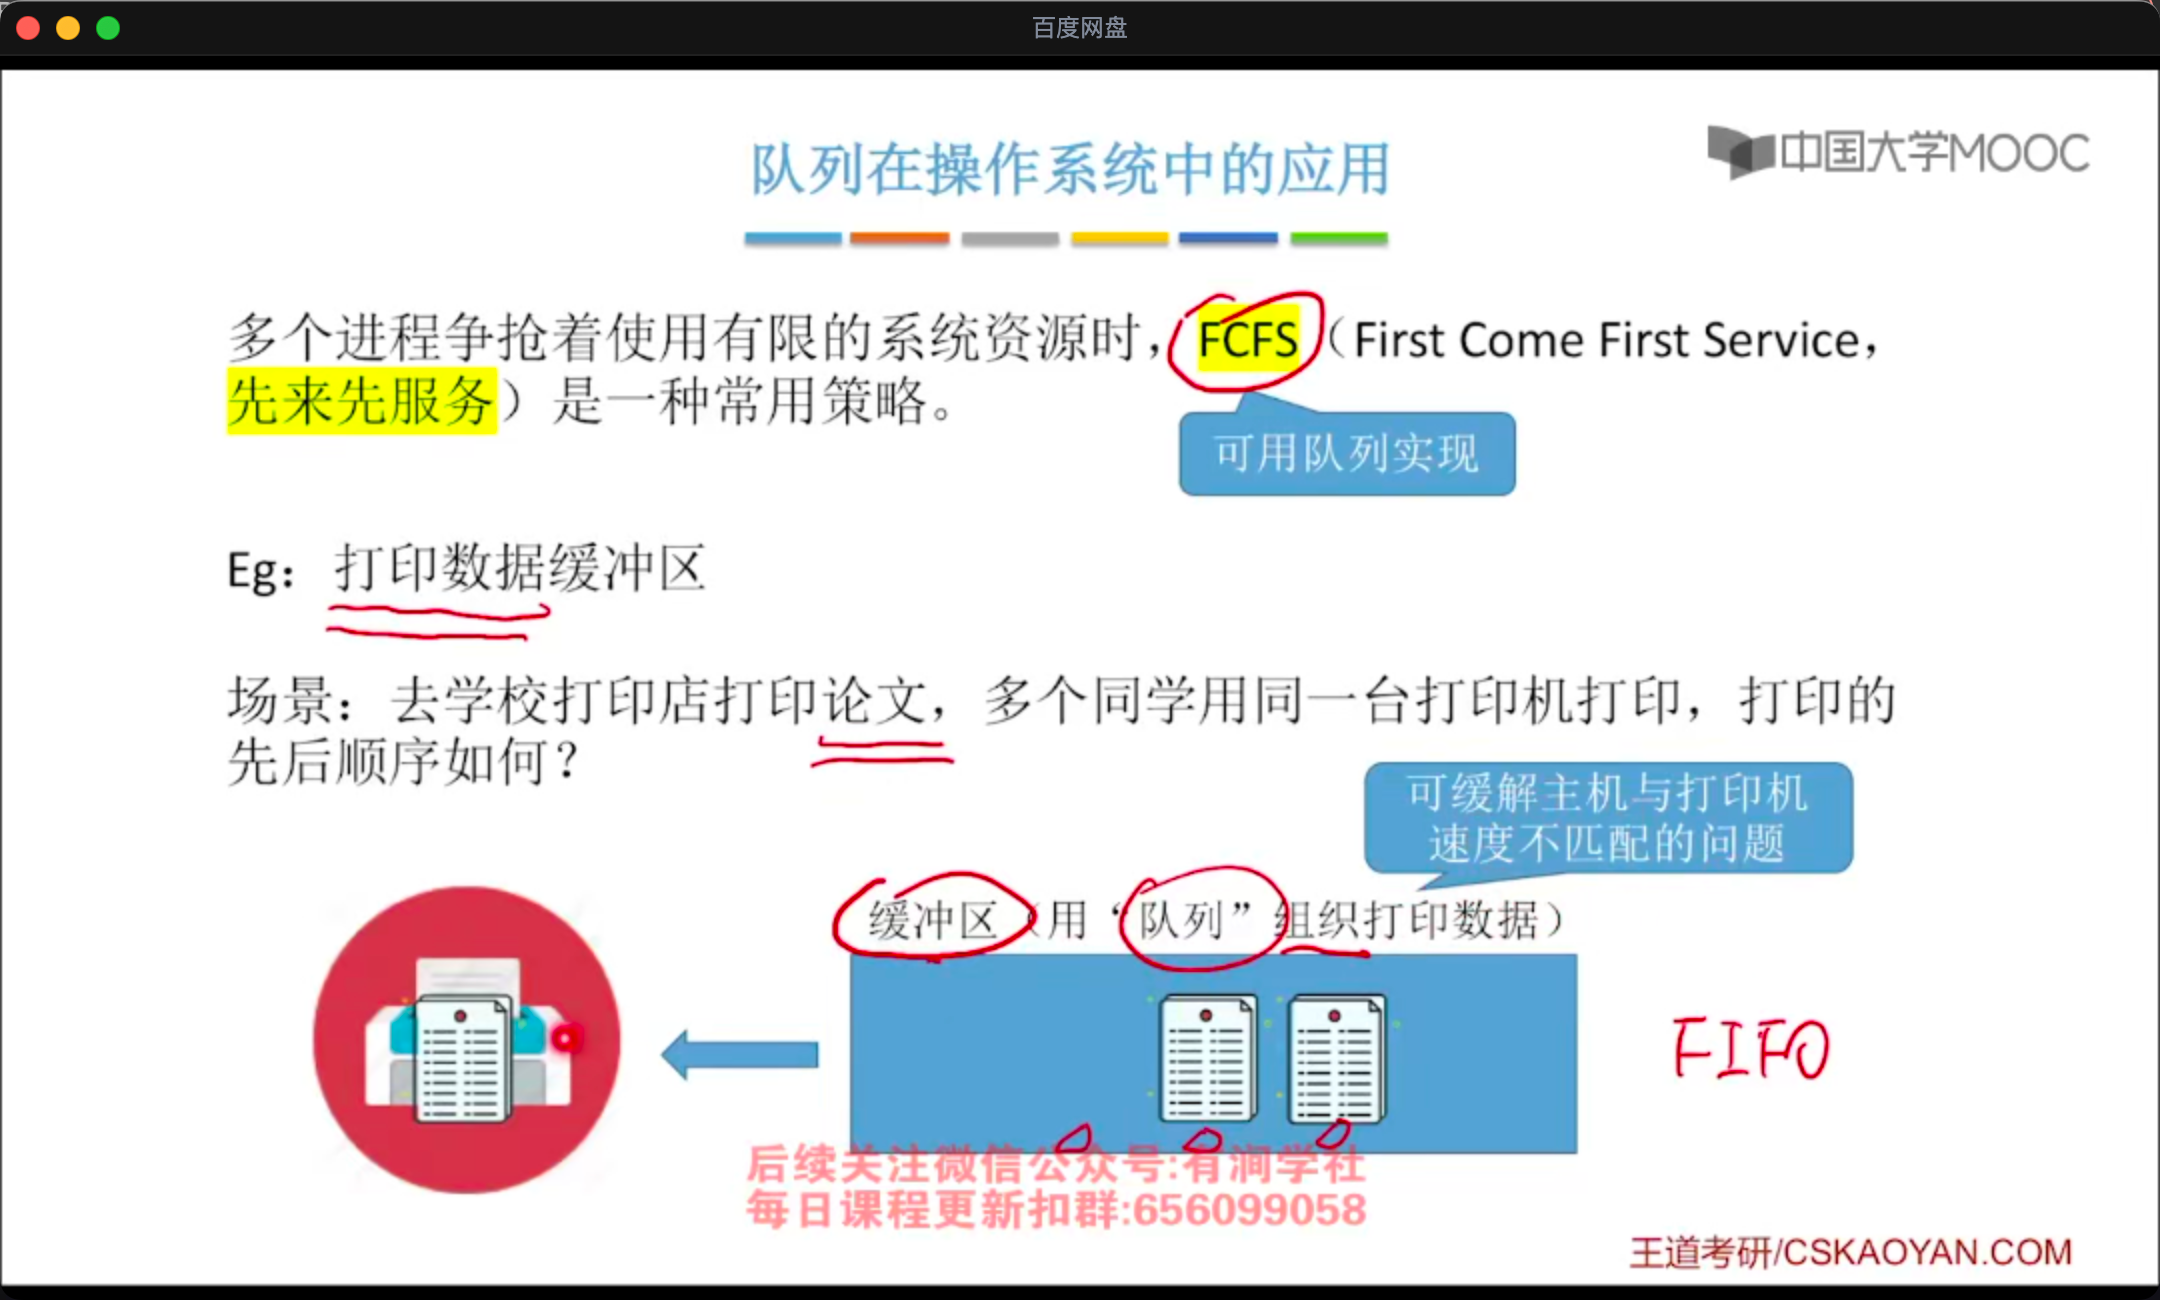 百度网盘
中国大学MOOC
队列在操作系统中的应用
多个进程争抢着使用有限的系统资源时，FCFS（First Come First Service，
先来先服务）是一种常用策略。
可用队列实现
Eg：打印数据缓冲区
场景：去学校打印店打印论文，多个同学用同一台打印机打印，打印的
先后顺序如何？
可缓解主机与打印机
速度不匹配的问题
缓冲区（用“队列”组织打印数据）
FIFO
后续关注微信公众号:有涧学社
每日课程更新扣群:656099058
王道考研/CSKAOYAN.COM